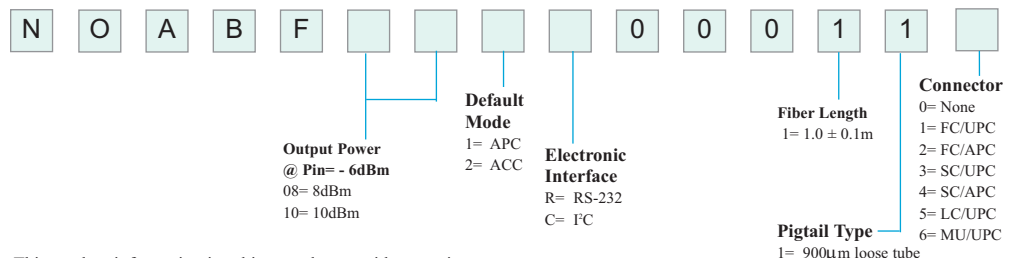 N O A B F 0 0 0 1 1
Output Power
@ Pin= - 6dBm
08= 8dBm
10= 10dBm
Default
Mode
1= APC
2= ACC
Electronic
Interface
R= RS-232
C= I²C
Fiber Length
1= 1.0 ± 0.1m
Pigtail Type
1= 900µm loose tube
Connector
0= None
1= FC/UPC
2= FC/APC
3= SC/UPC
4= SC/APC
5= LC/UPC
6= MU/UPC